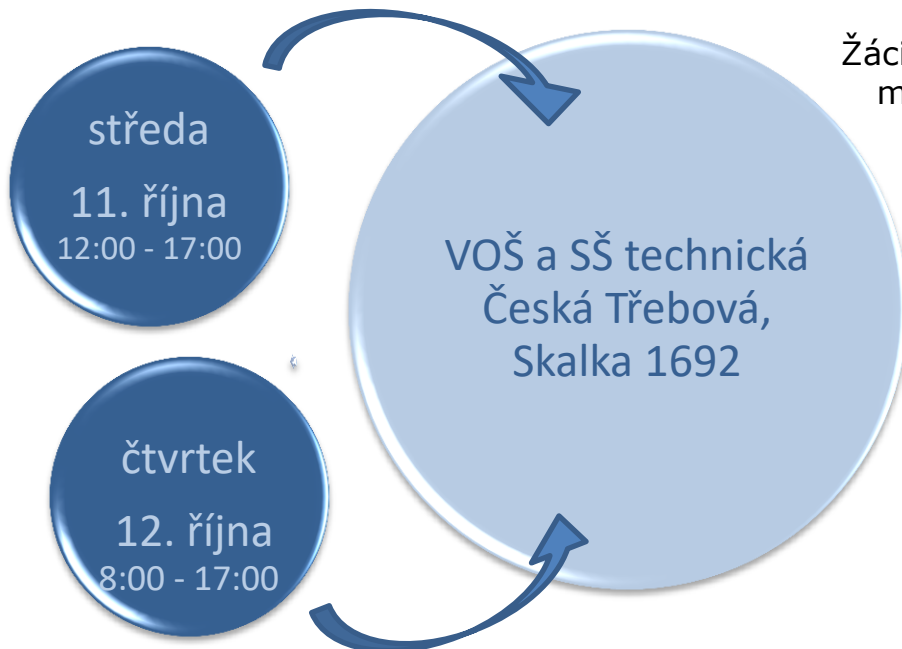 středa
11. října
12:00 - 17:00
čtvrtek
12. října
8:00 - 17:00
VOŠ a SŠ technická
Česká Třebová,
Skalka 1692
Žáci
m